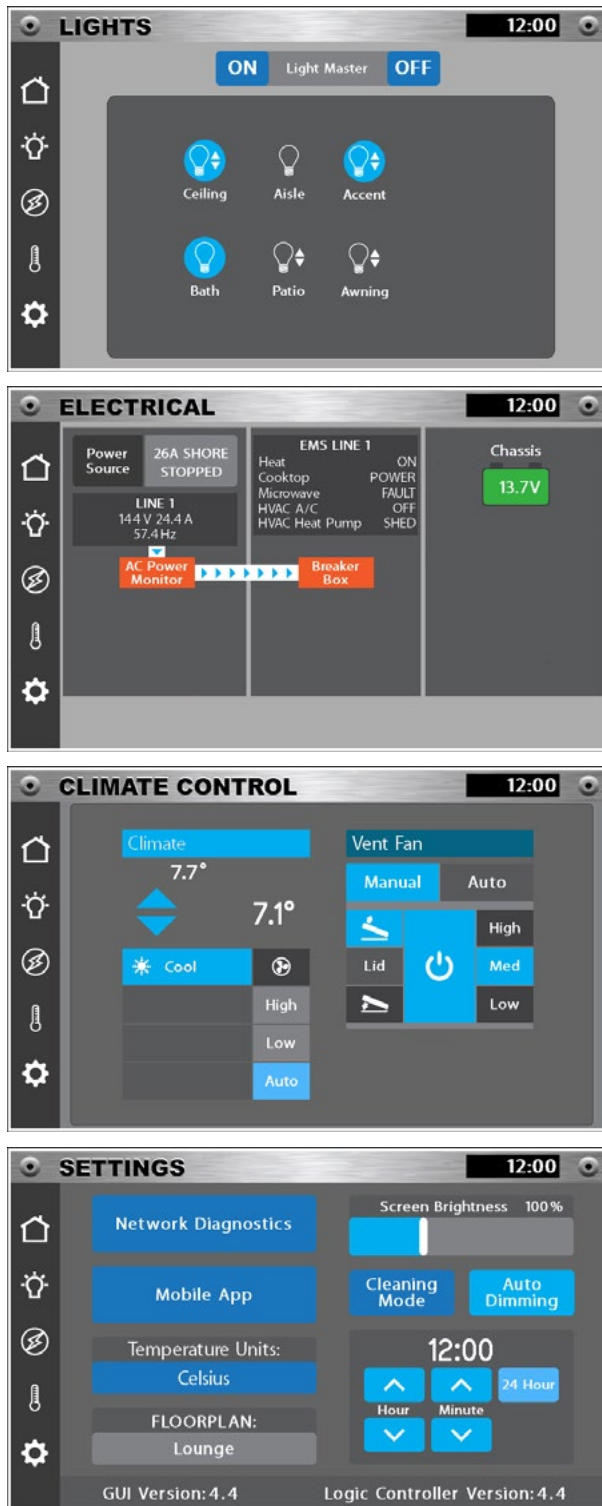 LIGHTS 12:00
ON Light Master OFF
Ceiling Aisle Accent
Bath Patio Awning
ELECTRICAL 12:00
Power Source
26A SHORE STOPPED
LINE 1
144 V 24.4 A
57.4 Hz
AC Power Monitor
EMS LINE 1
Heat ON
Cooktop POWER
Microwave FAULT
HVAC A/C OFF
HVAC Heat Pump SHED
Breaker Box
Chassis
13.7V
CLIMATE CONTROL 12:00
Climate
7.7°
7.1°
Cool
High
Low
Auto
Vent Fan
Manual Auto
High
Lid Med
Low
SETTINGS 12:00
Network Diagnostics
Mobile App
Temperature Units:
Celsius
FLOORPLAN:
Lounge
Screen Brightness 100%
Cleaning Mode
Auto Dimming
12:00
24 Hour
Hour Minute
GUI Version: 4.4 Logic Controller Version: 4.4